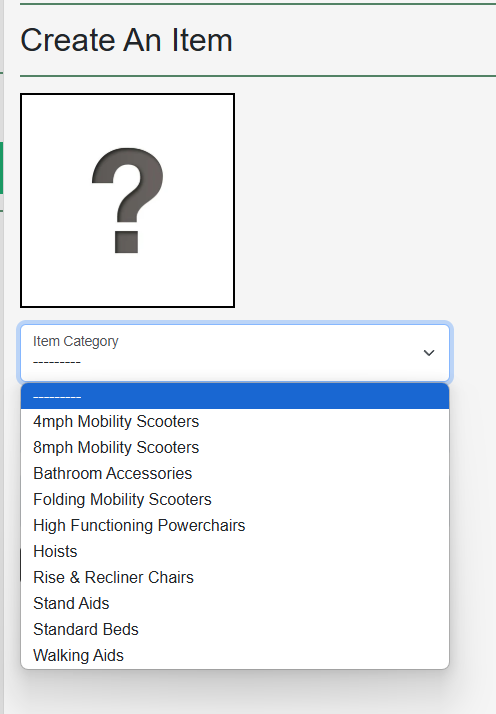 Create An Item
?
Item Category
---------
---------
4mph Mobility Scooters
8mph Mobility Scooters
Bathroom Accessories
Folding Mobility Scooters
High Functioning Powerchairs
Hoists
Rise & Recliner Chairs
Stand Aids
Standard Beds
Walking Aids